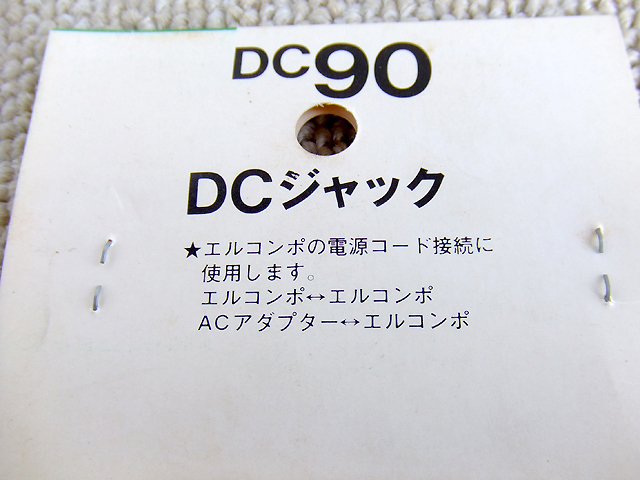 DC90
DCジャック
★エルコンポの電源コード接続に
使用します。
エルコンポ↔エルコンポ
ACアダプター↔エルコンポ